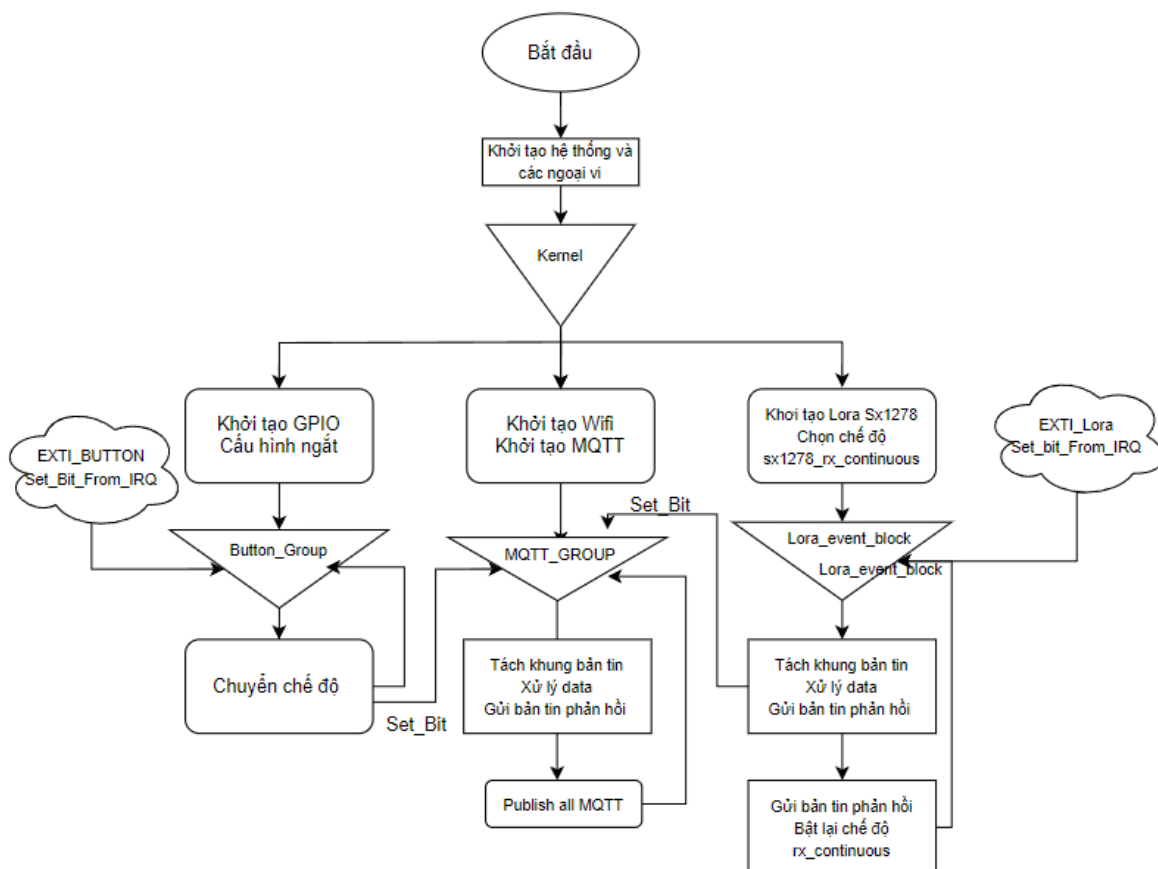 Bắt đầu
Khởi tạo hệ thống và
các ngoại vi
Kernel
Khởi tạo GPIO
Cấu hình ngắt
Khởi tạo Wifi
Khởi tạo MQTT
Khơi tạo Lora Sx1278
Chọn chế độ
sx1278_rx_continuous
EXTI_BUTTON
Set_Bit_From_IRQ
EXTI_Lora
Set_bit_From_IRQ
Set_Bit
Button_Group
MQTT_GROUP
Lora_event_block
Lora_event_block
Chuyển chế độ
Set_Bit
Tách khung bản tin
Xử lý data
Gửi bản tin phản hồi
Tách khung bản tin
Xử lý data
Gửi bản tin phản hồi
Publish all MQTT
Gửi bản tin phản hồi
Bật lại chế độ
rx_continuous